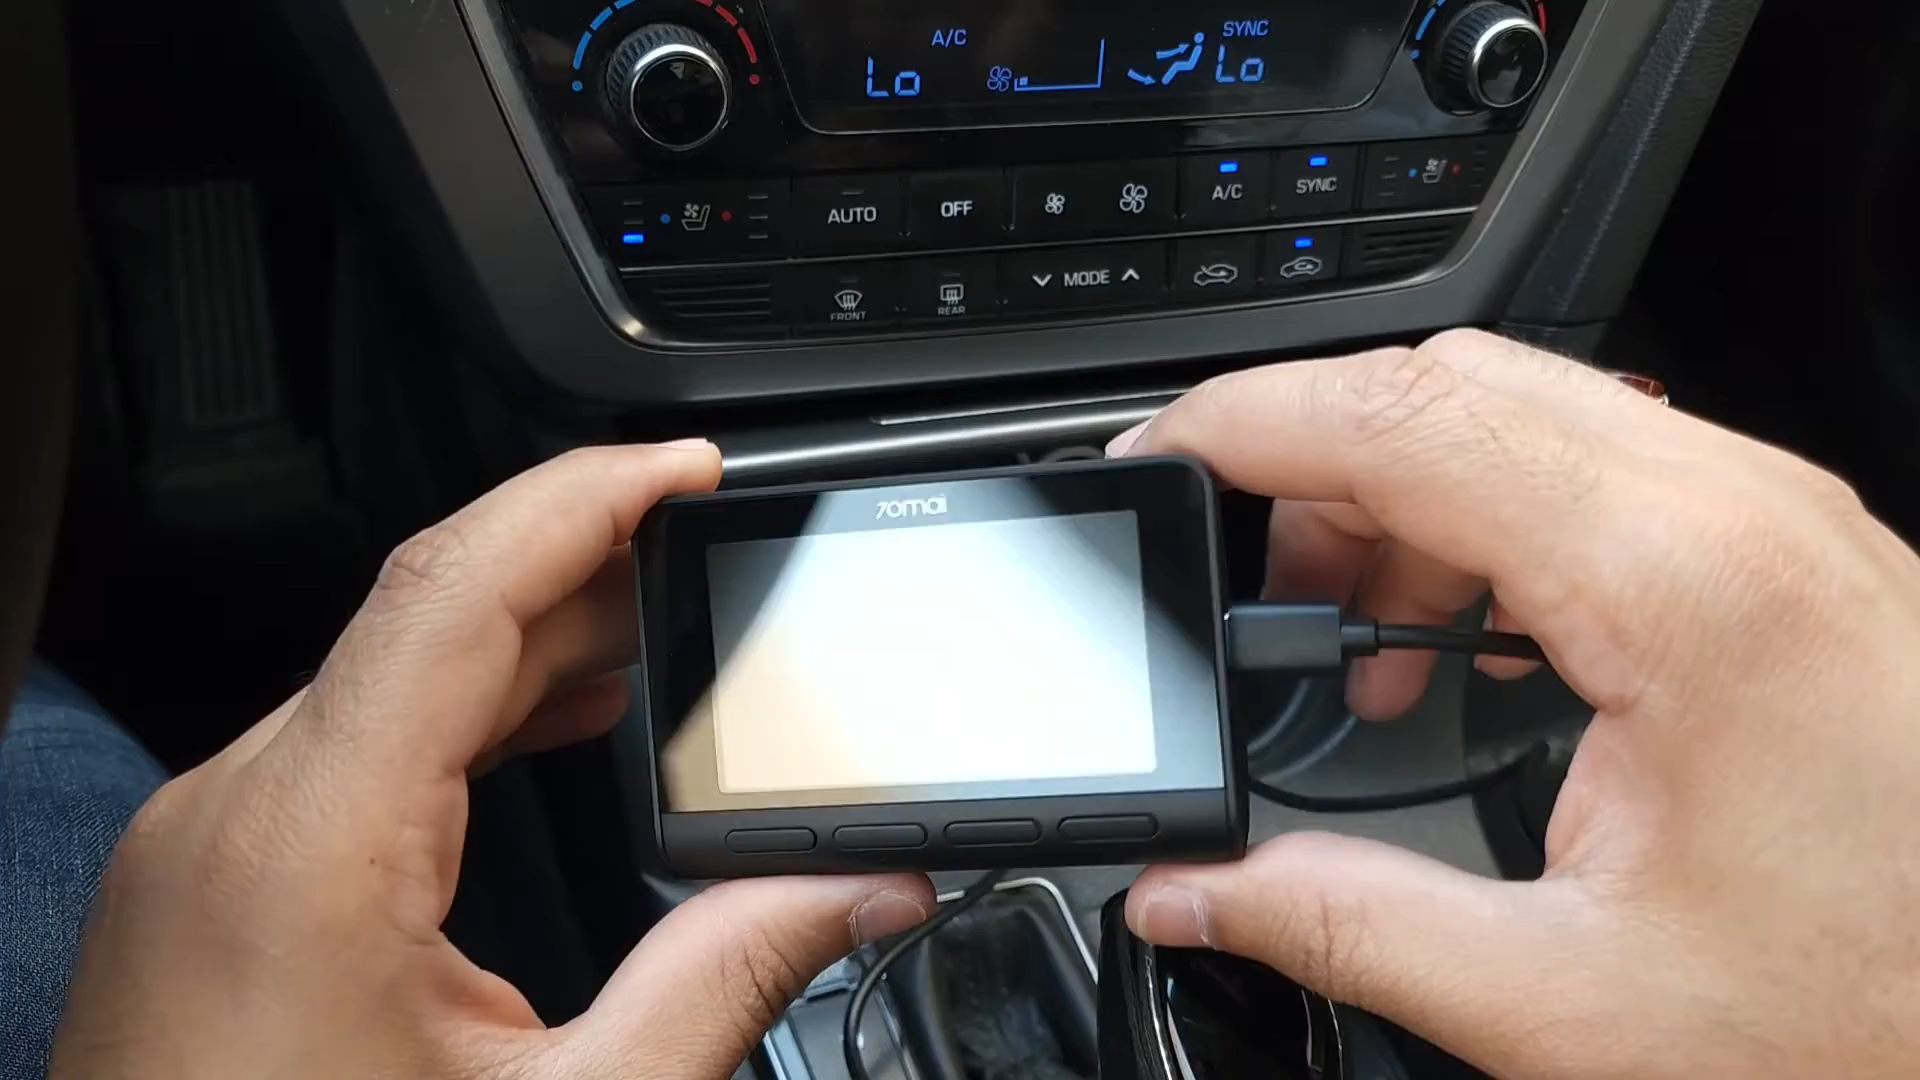 A/C
SYNC
Lo
Lo
AUTO
OFF
A/C
SYNC
MODE
FRONT
REAR
70mai